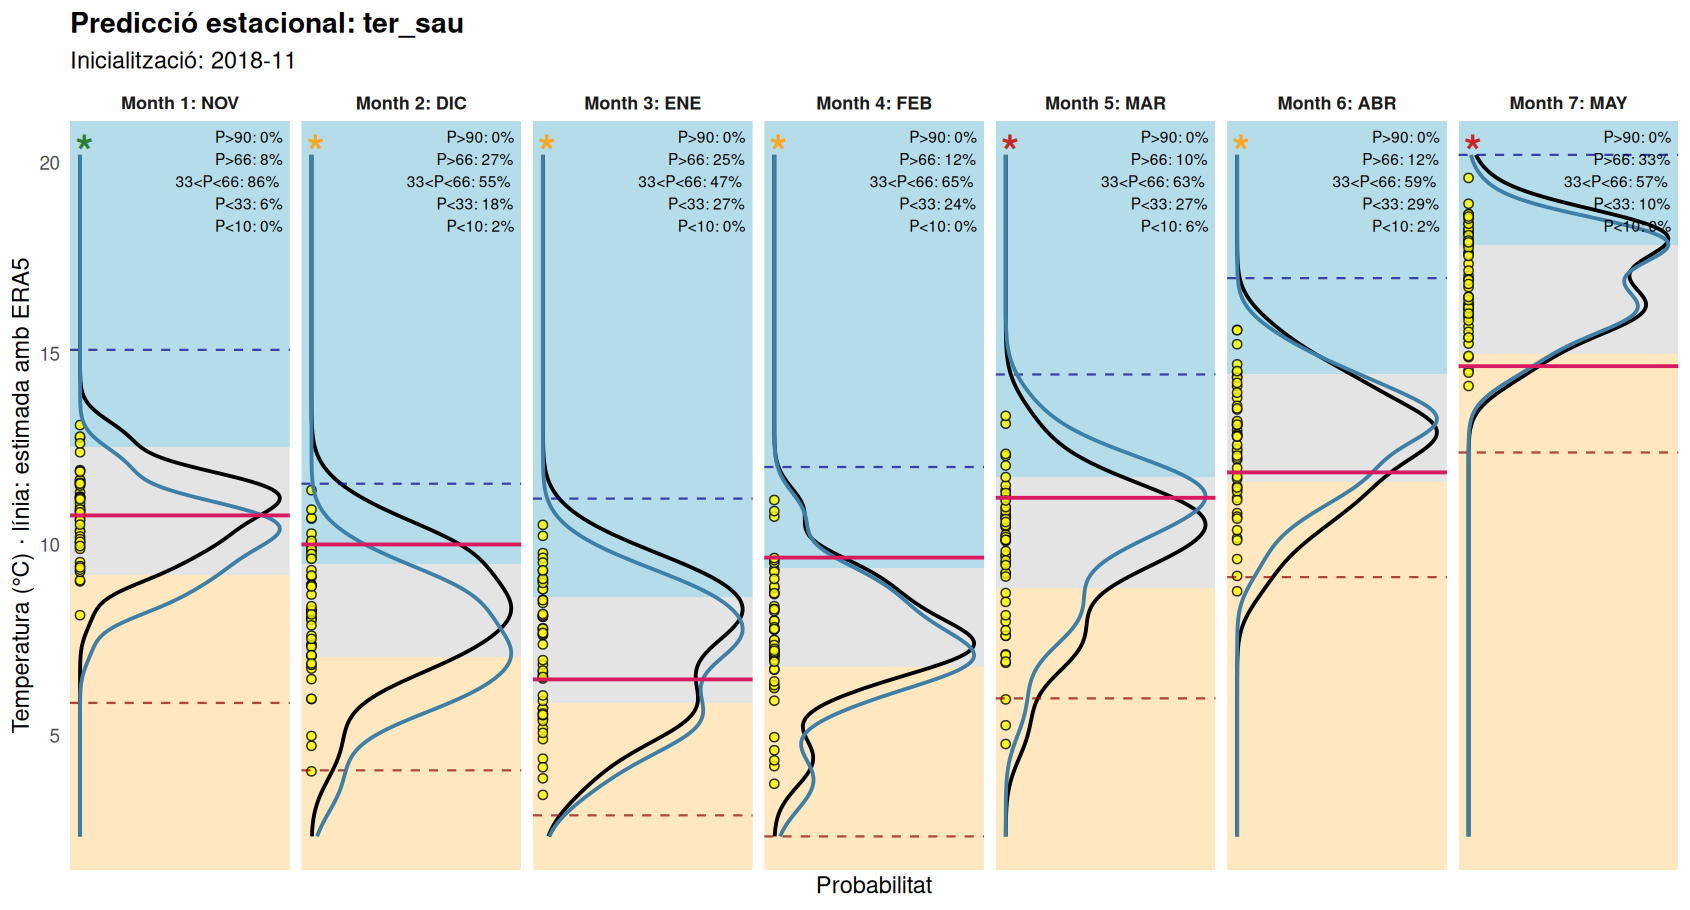 Predicció estacional: ter_sau
Inicialització: 2018-11
Month 1: NOV
Month 2: DIC
Month 3: ENE
Month 4: FEB
Month 5: MAR
Month 6: ABR
Month 7: MAY
*
P>90: 0%
P>66: 8%
33<P<66: 86%
P<33: 6%
P<10: 0%
*
P>90: 0%
P>66: 27%
33<P<66: 55%
P<33: 18%
P<10: 2%
*
P>90: 0%
P>66: 25%
33<P<66: 47%
P<33: 27%
P<10: 0%
*
P>90: 0%
P>66: 12%
33<P<66: 65%
P<33: 24%
P<10: 0%
*
P>90: 0%
P>66: 10%
33<P<66: 63%
P<33: 27%
P<10: 6%
*
P>90: 0%
P>66: 12%
33<P<66: 59%
P<33: 29%
P<10: 2%
*
P>90: 0%
P>66: 33%
33<P<66: 57%
P<33: 10%
P<10: 0%
20
15
10
5
Temperatura (°C) · línia: estimada amb ERA5
Probabilitat